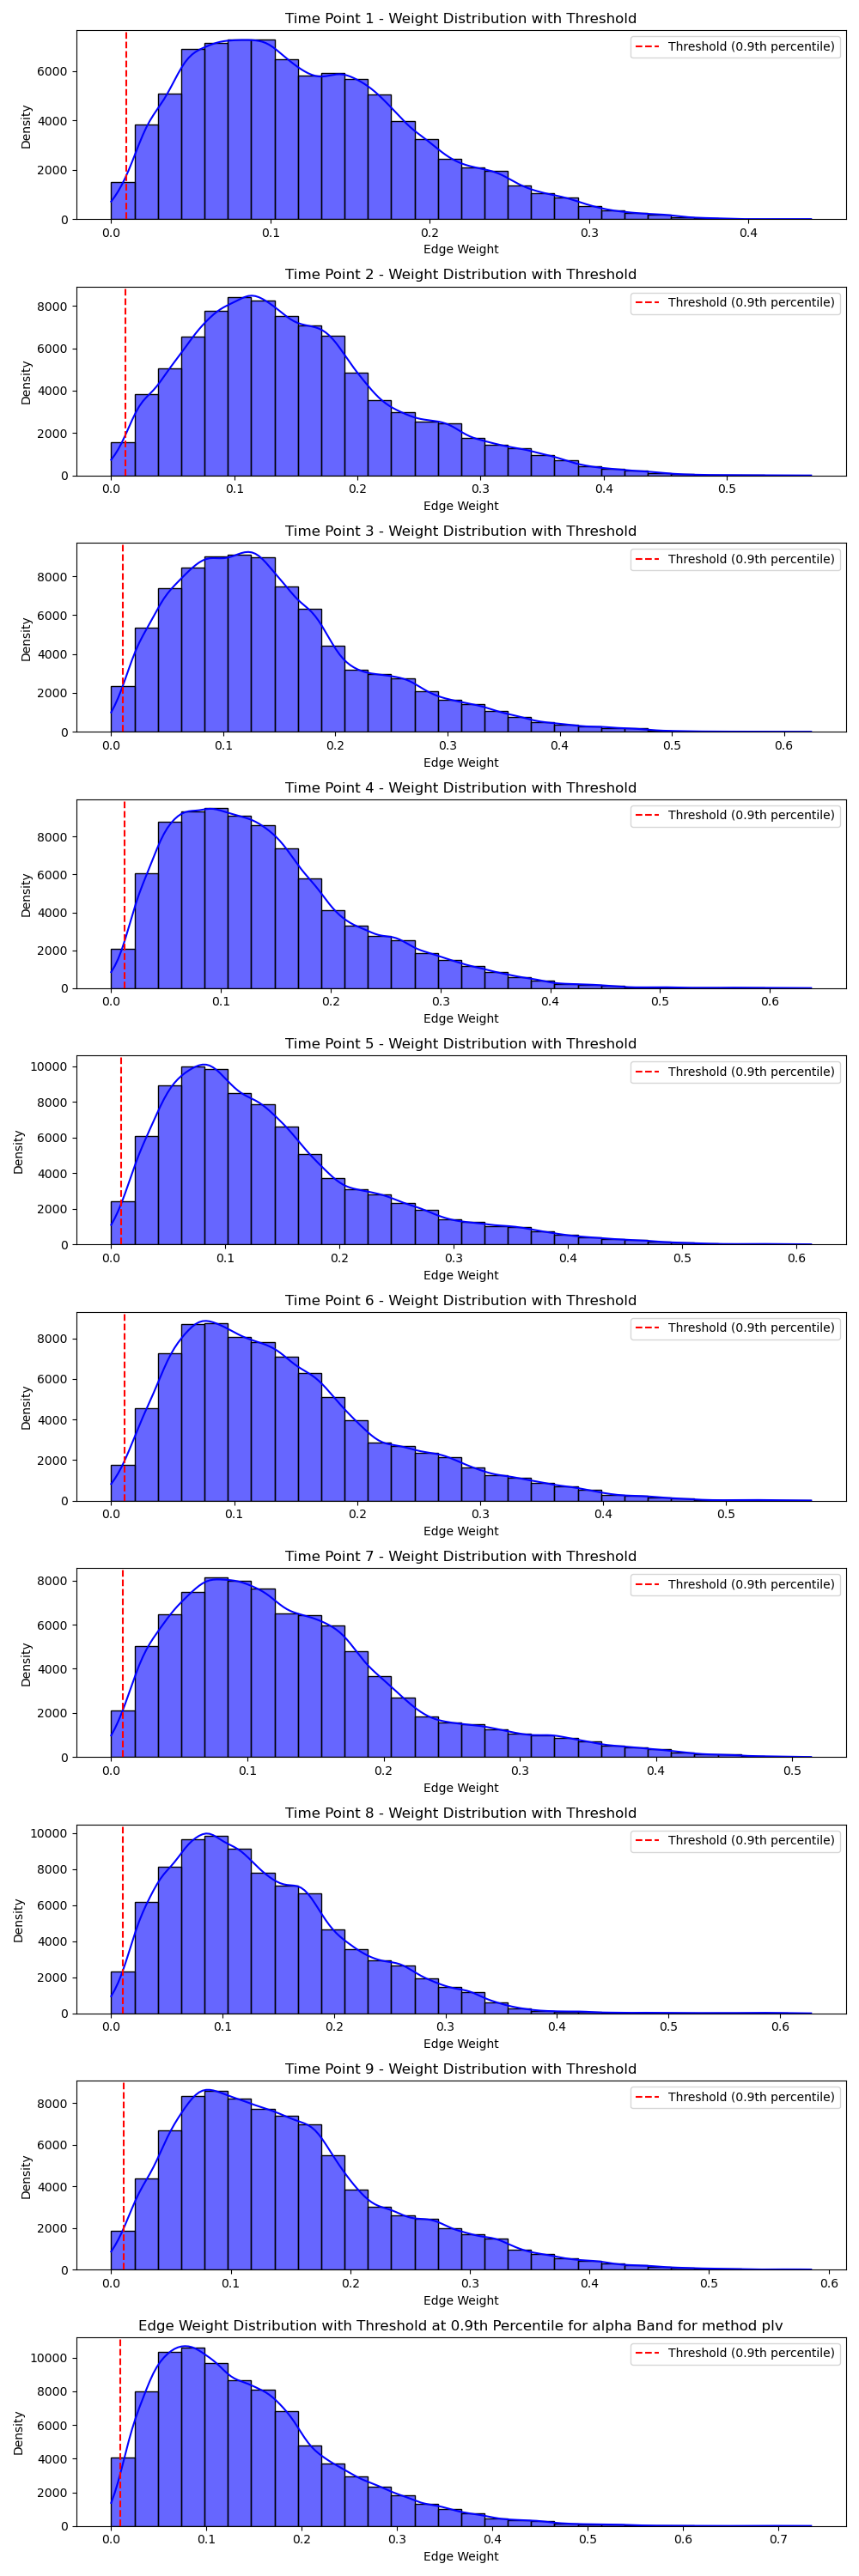 Time Point 1 - Weight Distribution with Threshold
Threshold (0.9th percentile)
Density
6000
4000
2000
0
0.0 0.1 0.2 0.3 0.4
Edge Weight
Time Point 2 - Weight Distribution with Threshold
Threshold (0.9th percentile)
Density
8000
6000
4000
2000
0
0.0 0.1 0.2 0.3 0.4 0.5
Edge Weight
Time Point 3 - Weight Distribution with Threshold
Threshold (0.9th percentile)
Density
8000
6000
4000
2000
0
0.0 0.1 0.2 0.3 0.4 0.5 0.6
Edge Weight
Time Point 4 - Weight Distribution with Threshold
Threshold (0.9th percentile)
Density
8000
6000
4000
2000
0
0.0 0.1 0.2 0.3 0.4 0.5 0.6
Edge Weight
Time Point 5 - Weight Distribution with Threshold
Threshold (0.9th percentile)
Density
10000
8000
6000
4000
2000
0
0.0 0.1 0.2 0.3 0.4 0.5 0.6
Edge Weight
Time Point 6 - Weight Distribution with Threshold
Threshold (0.9th percentile)
Density
8000
6000
4000
2000
0
0.0 0.1 0.2 0.3 0.4 0.5
Edge Weight
Time Point 7 - Weight Distribution with Threshold
Threshold (0.9th percentile)
Density
8000
6000
4000
2000
0
0.0 0.1 0.2 0.3 0.4 0.5
Edge Weight
Time Point 8 - Weight Distribution with Threshold
Threshold (0.9th percentile)
Density
10000
8000
6000
4000
2000
0
0.0 0.1 0.2 0.3 0.4 0.5 0.6
Edge Weight
Time Point 9 - Weight Distribution with Threshold
Threshold (0.9th percentile)
Density
8000
6000
4000
2000
0
0.0 0.1 0.2 0.3 0.4 0.5 0.6
Edge Weight
Edge Weight Distribution with Threshold at 0.9th Percentile for alpha Band for method plv
Threshold (0.9th percentile)
Density
10000
8000
6000
4000
2000
0
0.0 0.1 0.2 0.3 0.4 0.5 0.6 0.7
Edge Weight